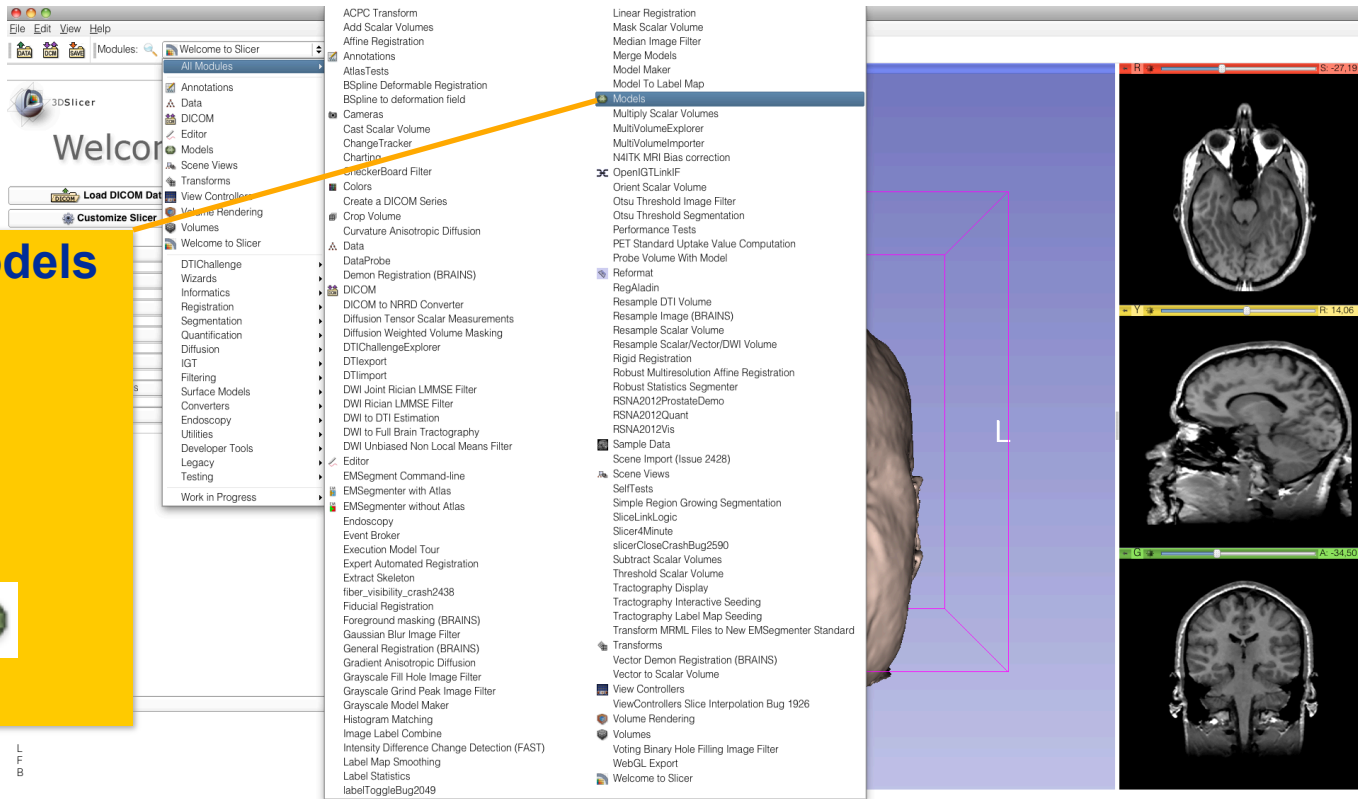 File Edit View Help
DATA DCM SAVE Modules: Welcome to Slicer
3DSlicer
Welcor
DICOM Load DICOM Dat
Customize Slicer
odels
s
L
F
B
All Modules
Annotations
Data
DICOM
Editor
Models
Scene Views
Transforms
View Controllers
Volume Rendering
Volumes
Welcome to Slicer
DTIChallenge
Wizards
Informatics
Registration
Segmentation
Quantification
Diffusion
IGT
Filtering
Surface Models
Converters
Endoscopy
Utilities
Developer Tools
Legacy
Testing
Work in Progress
ACPC Transform
Add Scalar Volumes
Affine Registration
Annotations
AtlasTests
BSpline Deformable Registration
BSpline to deformation field
Cameras
Cast Scalar Volume
ChangeTracker
Charting
CheckerBoard Filter
Colors
Create a DICOM Series
Crop Volume
Curvature Anisotropic Diffusion
Data
DataProbe
Demon Registration (BRAINS)
DICOM
DICOM to NRRD Converter
Diffusion Tensor Scalar Measurements
Diffusion Weighted Volume Masking
DTIChallengeExplorer
DTIexport
DTIimport
DWI Joint Rician LMMSE Filter
DWI Rician LMMSE Filter
DWI to DTI Estimation
DWI to Full Brain Tractography
DWI Unbiased Non Local Means Filter
Editor
EMSegment Command-line
EMSegmenter with Atlas
EMSegmenter without Atlas
Endoscopy
Event Broker
Execution Model Tour
Expert Automated Registration
Extract Skeleton
fiber_visibility_crash2438
Fiducial Registration
Foreground masking (BRAINS)
Gaussian Blur Image Filter
General Registration (BRAINS)
Gradient Anisotropic Diffusion
Grayscale Fill Hole Image Filter
Grayscale Grind Peak Image Filter
Grayscale Model Maker
Histogram Matching
Image Label Combine
Intensity Difference Change Detection (FAST)
Label Map Smoothing
Label Statistics
labelToggleBug2049
Linear Registration
Mask Scalar Volume
Median Image Filter
Merge Models
Model Maker
Model To Label Map
Models
Multiply Scalar Volumes
MultiVolumeExplorer
MultiVolumeImporter
N4ITK MRI Bias correction
OpenIGTLinkIF
Orient Scalar Volume
Otsu Threshold Image Filter
Otsu Threshold Segmentation
Performance Tests
PET Standard Uptake Value Computation
Probe Volume With Model
Reformat
RegAladin
Resample DTI Volume
Resample Image (BRAINS)
Resample Scalar Volume
Resample Scalar/Vector/DWI Volume
Rigid Registration
Robust Multiresolution Affine Registration
Robust Statistics Segmenter
RSNA2012ProstateDemo
RSNA2012Quant
RSNA2012Vis
Sample Data
Scene Import (Issue 2428)
Scene Views
SelfTests
Simple Region Growing Segmentation
SliceLinkLogic
Slicer4Minute
slicerCloseCrashBug2590
Subtract Scalar Volumes
Threshold Scalar Volume
Tractography Display
Tractography Interactive Seeding
Tractography Label Map Seeding
Transform MRML Files to New EMSegmenter Standard
Transforms
Vector Demon Registration (BRAINS)
Vector to Scalar Volume
View Controllers
ViewControllers Slice Interpolation Bug 1926
Volume Rendering
Volumes
Voting Binary Hole Filling Image Filter
WebGL Export
Welcome to Slicer
L
R S: -27,19
Y R: 14,06
G A: -34,50